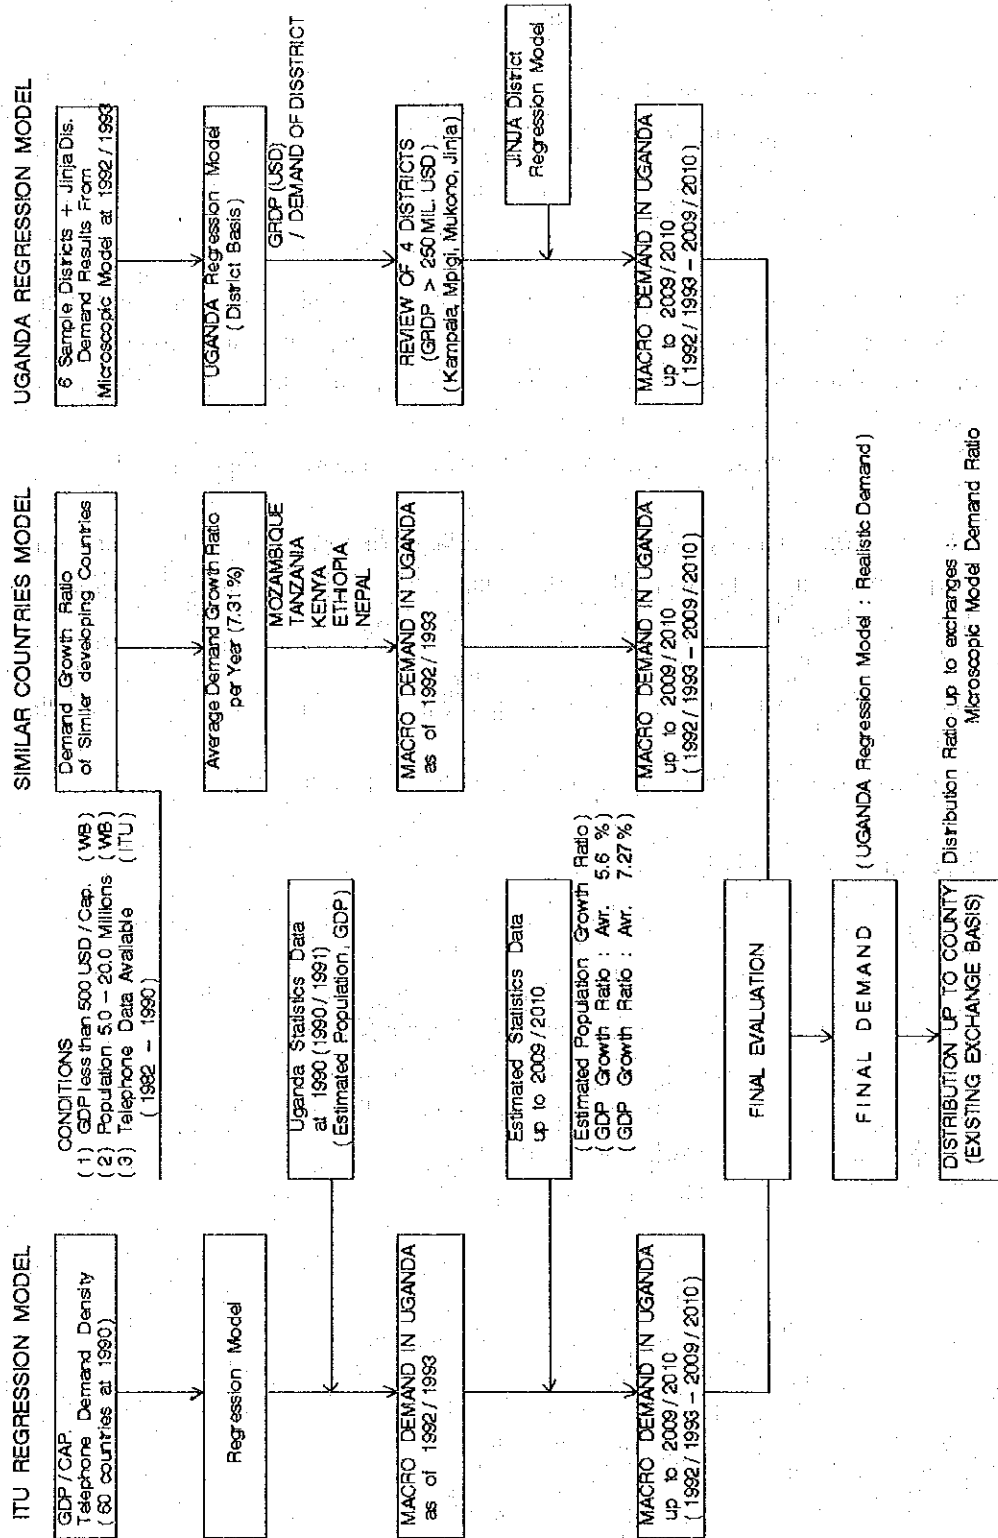 ITU REGRESSION MODEL
GDP / CAP.
Telephone Demand Density
( 60 countries at 1990)
Regression Model
MACRO DEMAND IN UGANDA
as of 1992 / 1993
MACRO DEMAND IN UGANDA
up to 2009 / 2010
( 1992 / 1993 - 2009 / 2010 )
CONDITIONS
( 1 ) GDP less than 500 USD / Cap. ( WB )
( 2 ) Population 5.0 - 20.0 Millions ( WB )
( 3 ) Telephone Data Available ( ITU )
( 1982 - 1990 )
Uganda Statistics Data
at 1990 ( 1990 / 1991 )
( Estimated Population, GDP )
Estimated Statistics Data
up to 2009 / 2010
( Estimated Population Growth Ratio )
( GDP Growth Ratio : Avr. 5.6 % )
( GDP Growth Ratio : Avr. 7.27 % )
SIMILAR COUNTRIES MODEL
Demand Growth Ratio
of Similer developing Countries
Average Demand Growth Ratio
per Year (7.31 %)
MOZAMBIQUE
TANZANIA
KENYA
ETHIOPIA
NEPAL
MACRO DEMAND IN UGANDA
as of 1992 / 1993
MACRO DEMAND IN UGANDA
up to 2009 / 2010
( 1992 / 1993 - 2009 / 2010 )
UGANDA REGRESSION MODEL
6 Sample Districts + Jinja Dis.
Demand Results From
Microscopic Model at 1992 / 1993
UGANDA Regression Model
( District Basis )
GRDP (USD)
/ DEMAND OF DISSTRICT
REVIEW OF 4 DISTRICTS
(GRDP > 250 MIL. USD )
( Kampala, Mpigi, Mukono, Jinja )
JINJA District
Regression Model
MACRO DEMAND IN UGANDA
up to 2009 / 2010
( 1992 / 1993 - 2009 / 2010 )
FINAL EVALUATION
FINAL DEMAND
( UGANDA Regression Model : Realistic Demand )
DISTRIBUTION UP TO COUNTY
(EXISTING EXCHANGE BASIS)
Distribution Ratio up to exchanges :
Microscopic Model Demand Ratio